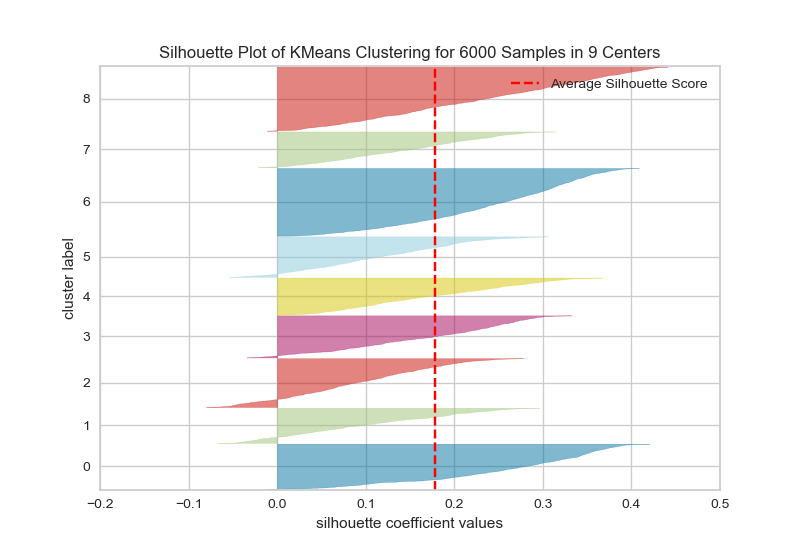 Silhouette Plot of KMeans Clustering for 6000 Samples in 9 Centers
Average Silhouette Score
8
7
6
5
4
3
2
1
0
cluster label
−0.2 −0.1 0.0 0.1 0.2 0.3 0.4 0.5
silhouette coefficient values